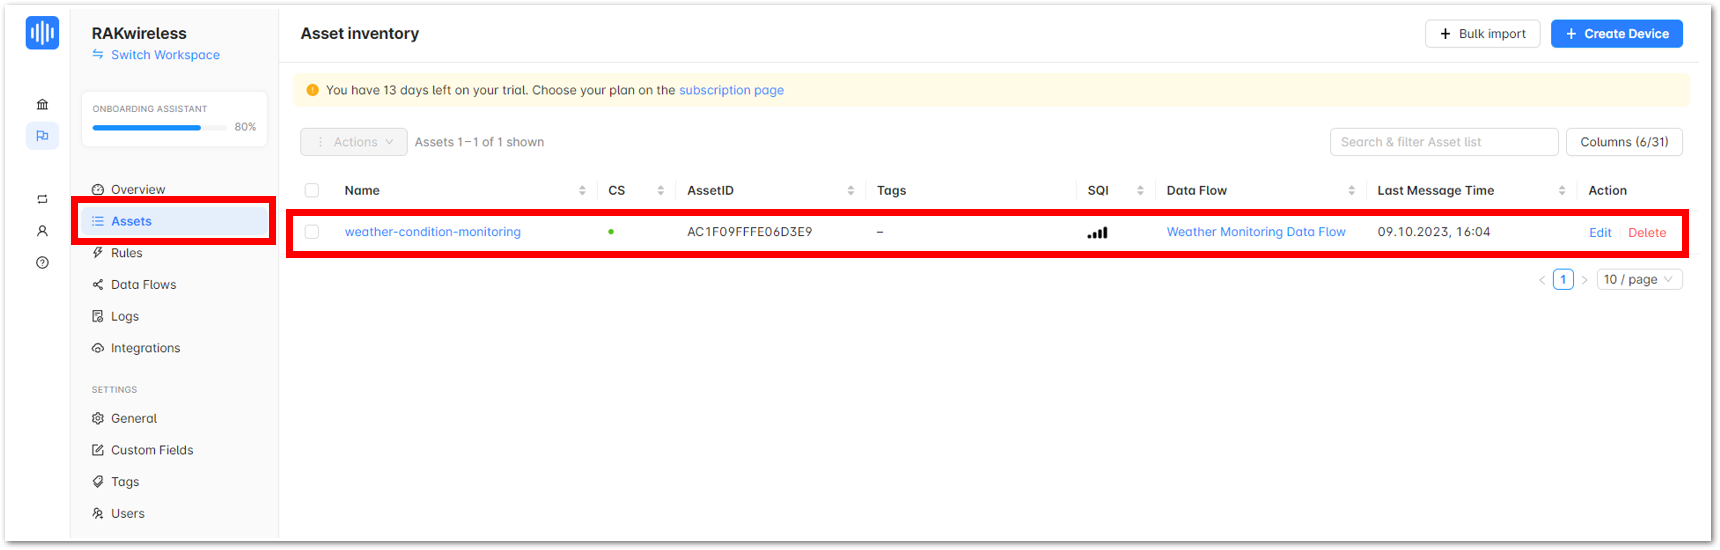 RAKwireless
Switch Workspace
ONBOARDING ASSISTANT
80%
Overview
Assets
Rules
Data Flows
Logs
Integrations
SETTINGS
General
Custom Fields
Tags
Users
Asset inventory
+ Bulk import
+ Create Device
You have 13 days left on your trial. Choose your plan on the subscription page
Actions
Assets 1–1 of 1 shown
Search & filter Asset list
Columns (6/31)
Name CS AssetID Tags SQI Data Flow Last Message Time Action
weather-condition-monitoring AC1F09FFFE06D3E9 – Weather Monitoring Data Flow 09.10.2023, 16:04 Edit Delete
< 1 > 10 / page